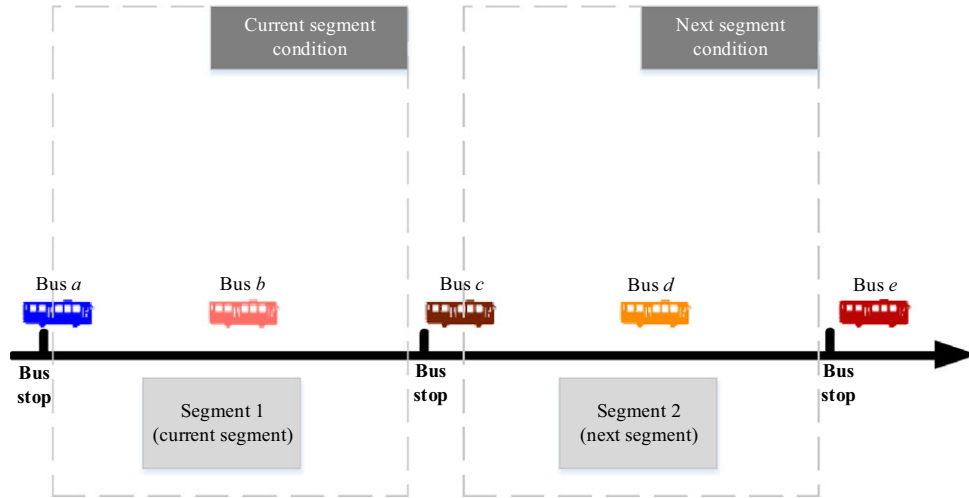 Current segment
condition
Next segment
condition
Bus a
Bus b
Bus c
Bus d
Bus e
Bus
stop
Bus
stop
Bus
stop
Segment 1
(current segment)
Segment 2
(next segment)